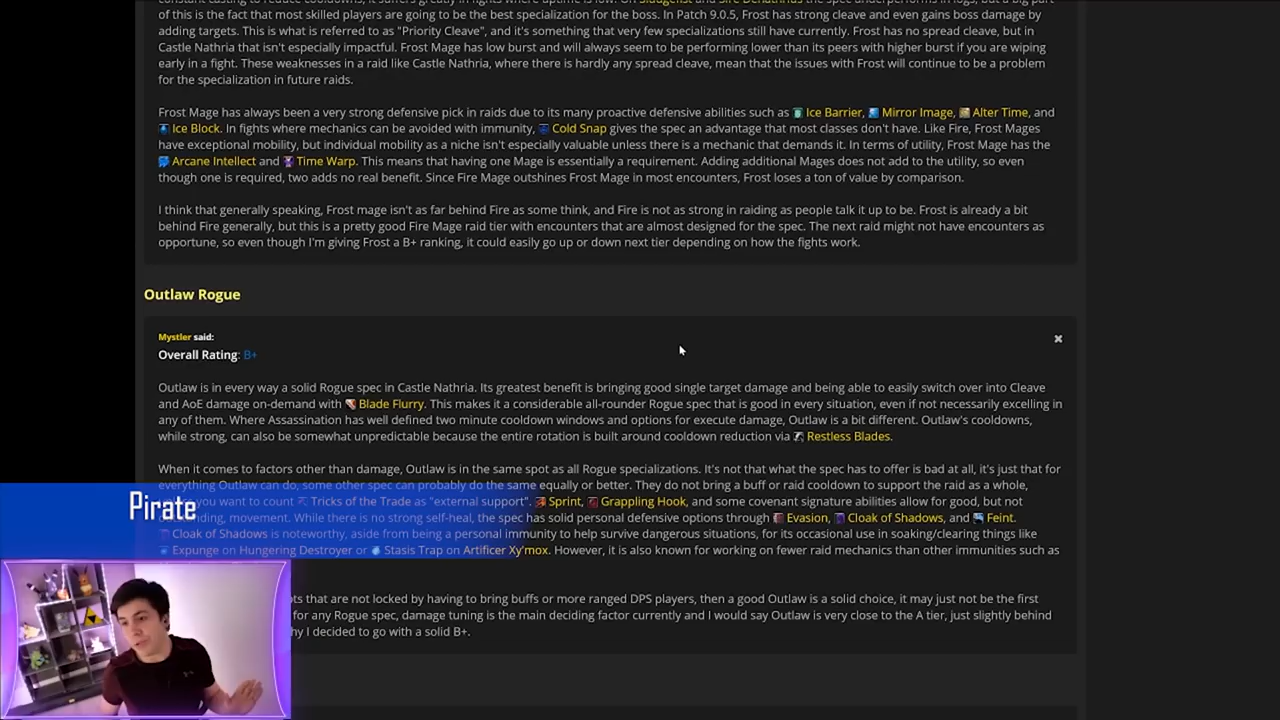 constant casting to reduce cooldowns, it suffers greatly in fights where uptime is low. On Sludgefist and Sire Denathrius the spec underperforms in logs, but a big part
of this is the fact that most skilled players are going to be the best specialization for the boss. In Patch 9.0.5, Frost has strong cleave and even gains boss damage by
adding targets. This is what is referred to as "Priority Cleave", and it's something that very few specializations still have currently. Frost has no spread cleave, but in
Castle Nathria that isn't especially impactful. Frost Mage has low burst and will always seem to be performing lower than its peers with higher burst if you are wiping
early in a fight. These weaknesses in a raid like Castle Nathria, where there is hardly any spread cleave, mean that the issues with Frost will continue to be a problem
for the specialization in future raids.
Frost Mage has always been a very strong defensive pick in raids due to its many proactive defensive abilities such as Ice Barrier, Mirror Image, Alter Time, and
Ice Block. In fights where mechanics can be avoided with immunity, Cold Snap gives the spec an advantage that most classes don't have. Like Fire, Frost Mages
have exceptional mobility, but individual mobility as a niche isn't especially valuable unless there is a mechanic that demands it. In terms of utility, Frost Mage has the
Arcane Intellect and Time Warp. This means that having one Mage is essentially a requirement. Adding additional Mages does not add to the utility, so even
though one is required, two adds no real benefit. Since Fire Mage outshines Frost Mage in most encounters, Frost loses a ton of value by comparison.
I think that generally speaking, Frost mage isn't as far behind Fire as some think, and Fire is not as strong in raiding as people talk it up to be. Frost is already a bit
behind Fire generally, but this is a pretty good Fire Mage raid tier with encounters that are almost designed for the spec. The next raid might not have encounters as
opportune, so even though I'm giving Frost a B+ ranking, it could easily go up or down next tier depending on how the fights work.
Outlaw Rogue
Mystler said:
Overall Rating: B+
Outlaw is in every way a solid Rogue spec in Castle Nathria. Its greatest benefit is bringing good single target damage and being able to easily switch over into Cleave
and AoE damage on-demand with Blade Flurry. This makes it a considerable all-rounder Rogue spec that is good in every situation, even if not necessarily excelling in
any of them. Where Assassination has well defined two minute cooldown windows and options for execute damage, Outlaw is a bit different. Outlaw's cooldowns,
while strong, can also be somewhat unpredictable because the entire rotation is built around cooldown reduction via Restless Blades.
When it comes to factors other than damage, Outlaw is in the same spot as all Rogue specializations. It's not that what the spec has to offer is bad at all, it's just that for
everything Outlaw can do, some other spec can probably do the same equally or better. They do not bring a buff or raid cooldown to support the raid as a whole,
you want to count Tricks of the Trade as "external support". Sprint, Grappling Hook, and some covenant signature abilities allow for good, but not
outstanding, movement. While there is no strong self-heal, the spec has solid personal defensive options through Evasion, Cloak of Shadows, and Feint.
Cloak of Shadows is noteworthy, aside from being a personal immunity to help survive dangerous situations, for its occasional use in soaking/clearing things like
Expunge on Hungering Destroyer or Stasis Trap on Artificer Xy'mox. However, it is also known for working on fewer raid mechanics than other immunities such as
that are not locked by having to bring buffs or more ranged DPS players, then a good Outlaw is a solid choice, it may just not be the first
for any Rogue spec, damage tuning is the main deciding factor currently and I would say Outlaw is very close to the A tier, just slightly behind
I decided to go with a solid B+.
Pirate